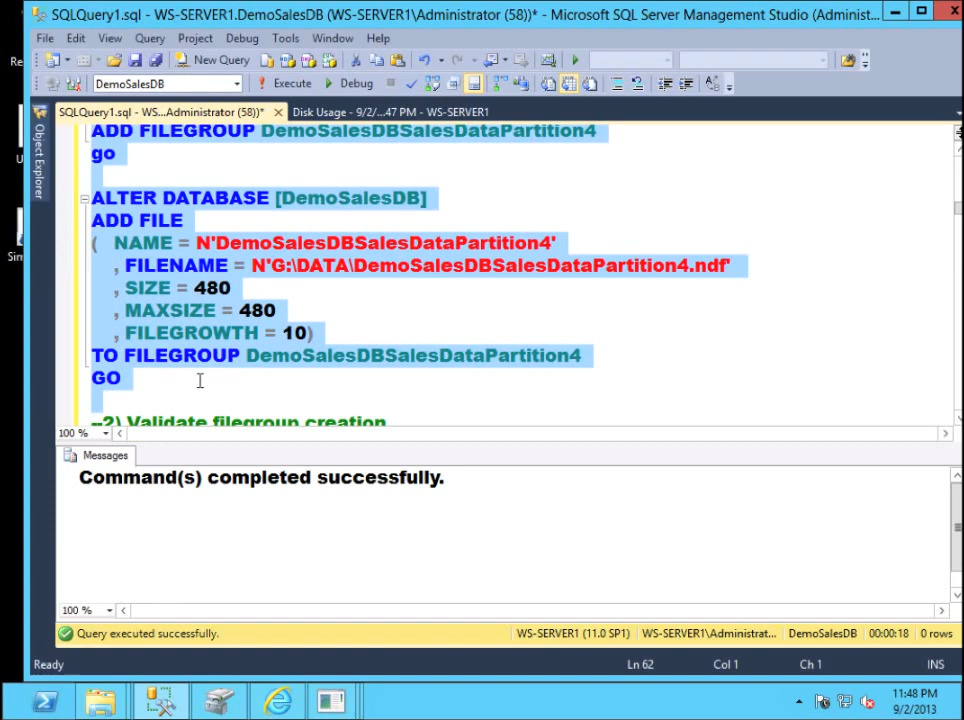 SQLQuery1.sql - WS-SERVER1.DemoSalesDB (WS-SERVER1\Administrator (58))* - Microsoft SQL Server Management Studio (Administ...
Re
File Edit View Query Project Debug Tools Window Help
New Query
DemoSalesDB Execute Debug
SQLQuery1.sql - WS...Administrator (58))* Disk Usage - 9/2/...47 PM - WS-SERVER1
Object Explorer
ADD FILEGROUP DemoSalesDBSalesDataPartition4
go
ALTER DATABASE [DemoSalesDB]
ADD FILE
( NAME = N'DemoSalesDBSalesDataPartition4'
, FILENAME = N'G:\DATA\DemoSalesDBSalesDataPartition4.ndf'
, SIZE = 480
, MAXSIZE = 480
, FILEGROWTH = 10)
TO FILEGROUP DemoSalesDBSalesDataPartition4
GO
--2) Validate filegroup creation
100 %
Messages
Command(s) completed successfully.
100 %
Query executed successfully. WS-SERVER1 (11.0 SP1) WS-SERVER1\Administrat... DemoSalesDB 00:00:18 0 rows
Ready Ln 62 Col 1 Ch 1 INS
11:48 PM
9/2/2013